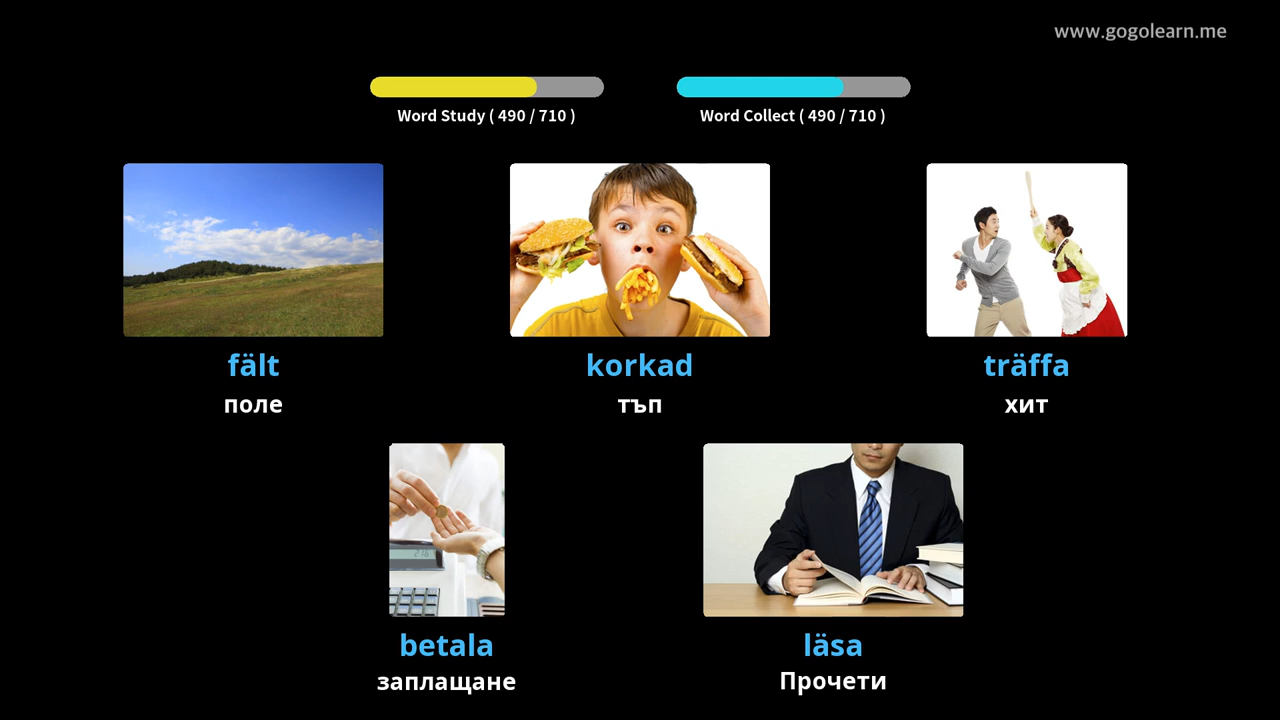 www.gogolearn.me
Word Study ( 490 / 710 )
Word Collect ( 490 / 710 )
fält
поле
korkad
тъп
träffa
хит
betala
заплащане
läsa
Прочети